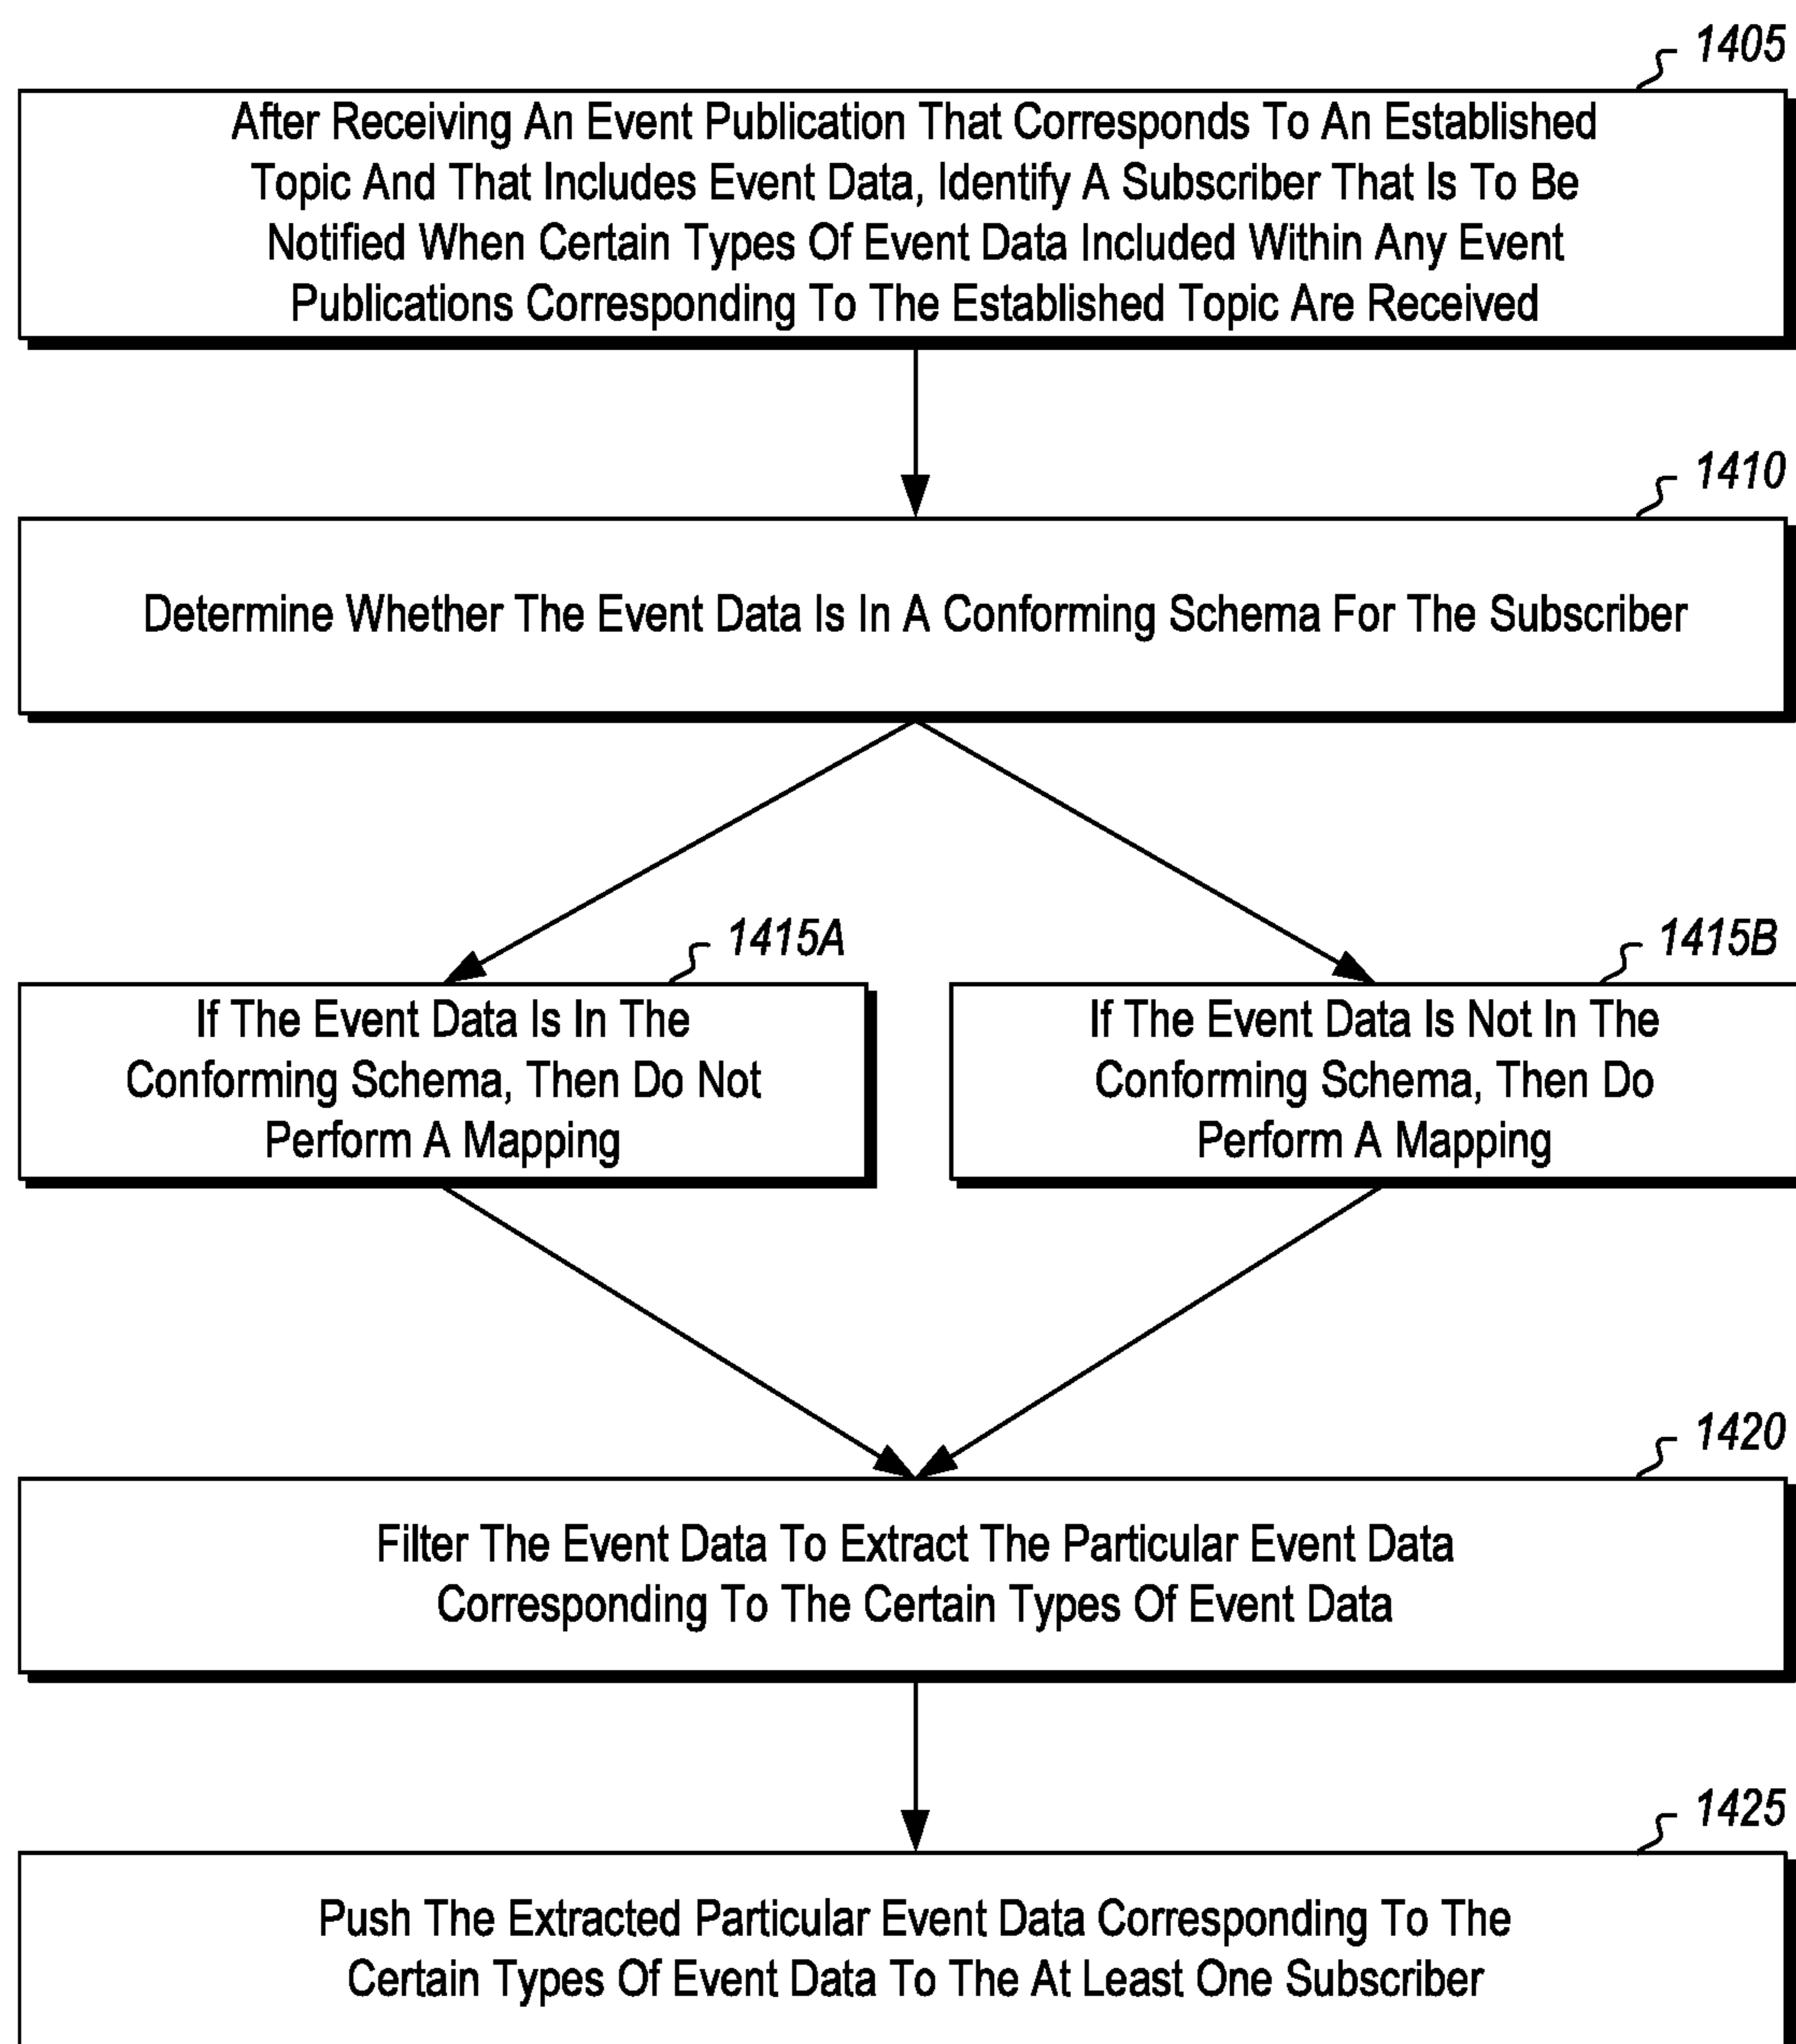 1405
After Receiving An Event Publication That Corresponds To An Established
Topic And That Includes Event Data, Identify A Subscriber That Is To Be
Notified When Certain Types Of Event Data Included Within Any Event
Publications Corresponding To The Established Topic Are Received
1410
Determine Whether The Event Data Is In A Conforming Schema For The Subscriber
1415A
If The Event Data Is In The
Conforming Schema, Then Do Not
Perform A Mapping
1415B
If The Event Data Is Not In The
Conforming Schema, Then Do
Perform A Mapping
1420
Filter The Event Data To Extract The Particular Event Data
Corresponding To The Certain Types Of Event Data
1425
Push The Extracted Particular Event Data Corresponding To The
Certain Types Of Event Data To The At Least One Subscriber